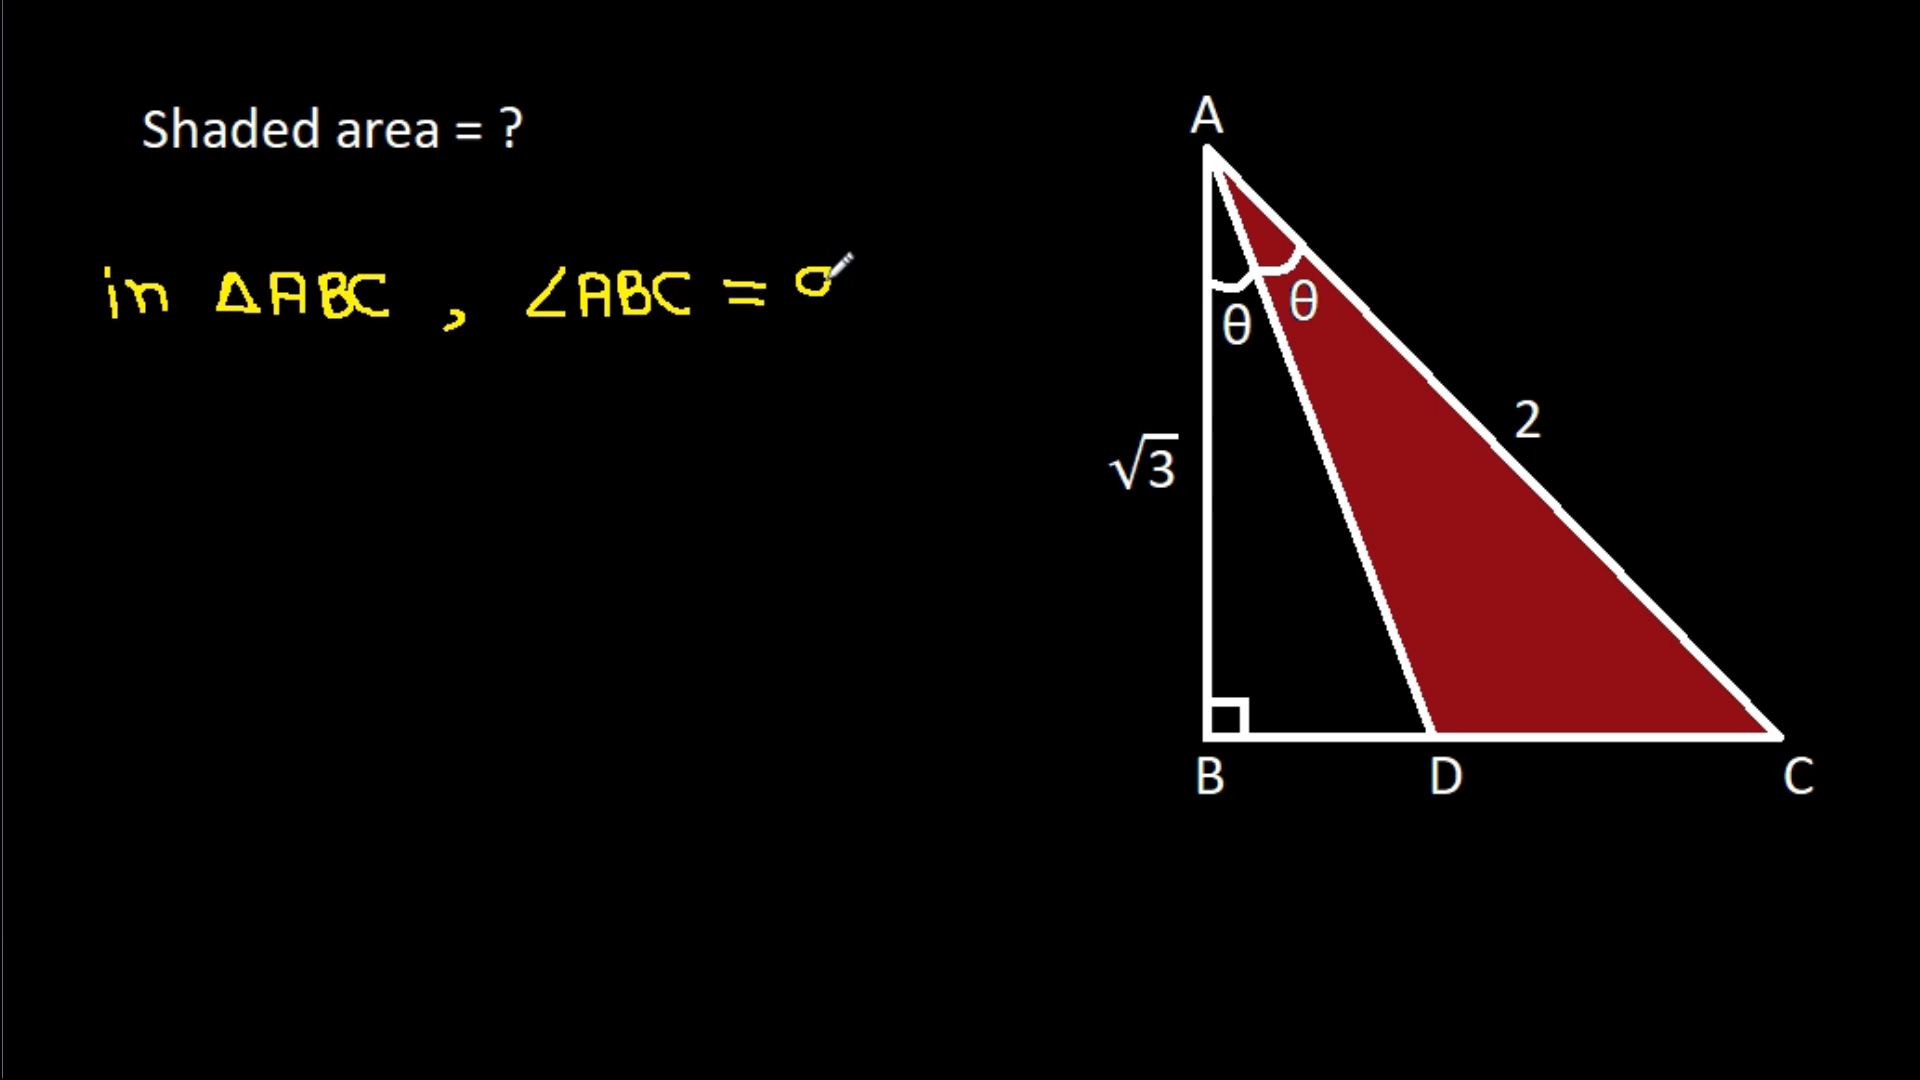 Shaded area = ?
in ΔABC , ∠ABC =
A
θ
θ
2
√3
B
D
C